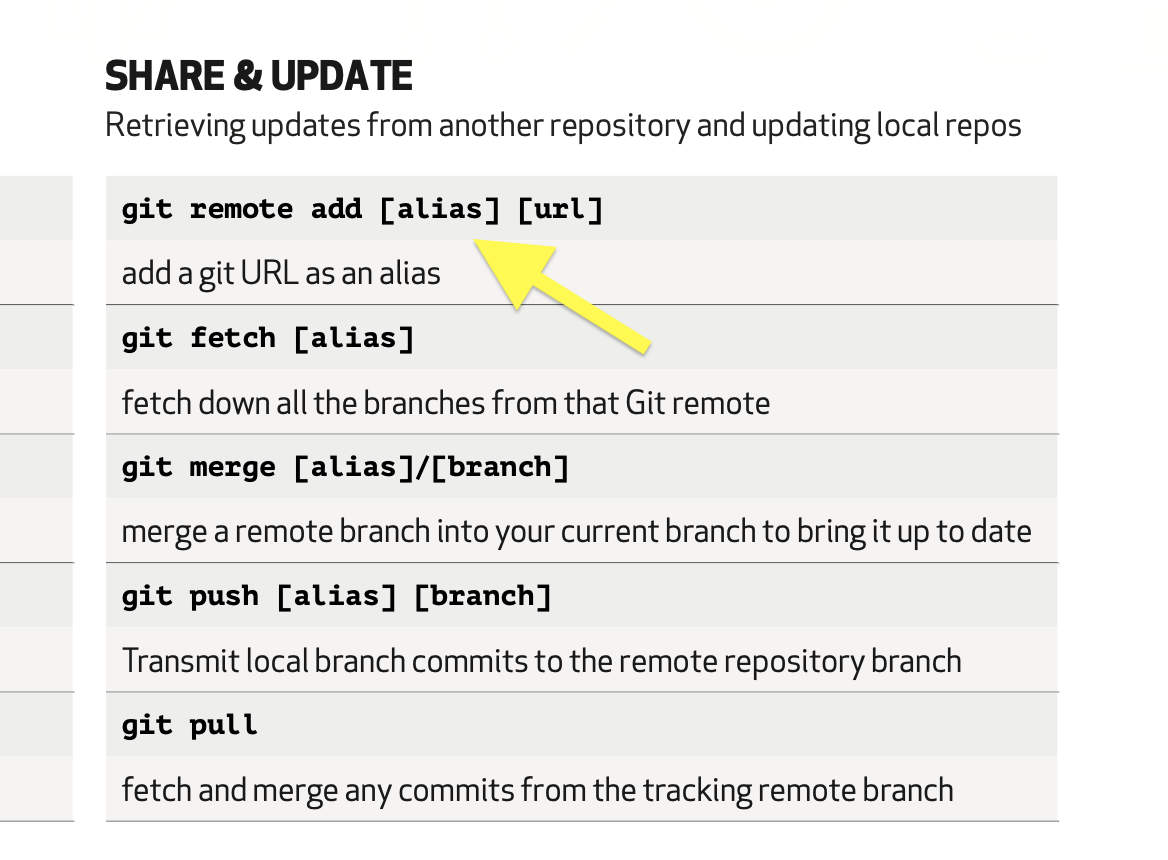 SHARE & UPDATE
Retrieving updates from another repository and updating local repos
git remote add [alias] [url]
add a git URL as an alias
git fetch [alias]
fetch down all the branches from that Git remote
git merge [alias]/[branch]
merge a remote branch into your current branch to bring it up to date
git push [alias] [branch]
Transmit local branch commits to the remote repository branch
git pull
fetch and merge any commits from the tracking remote branch